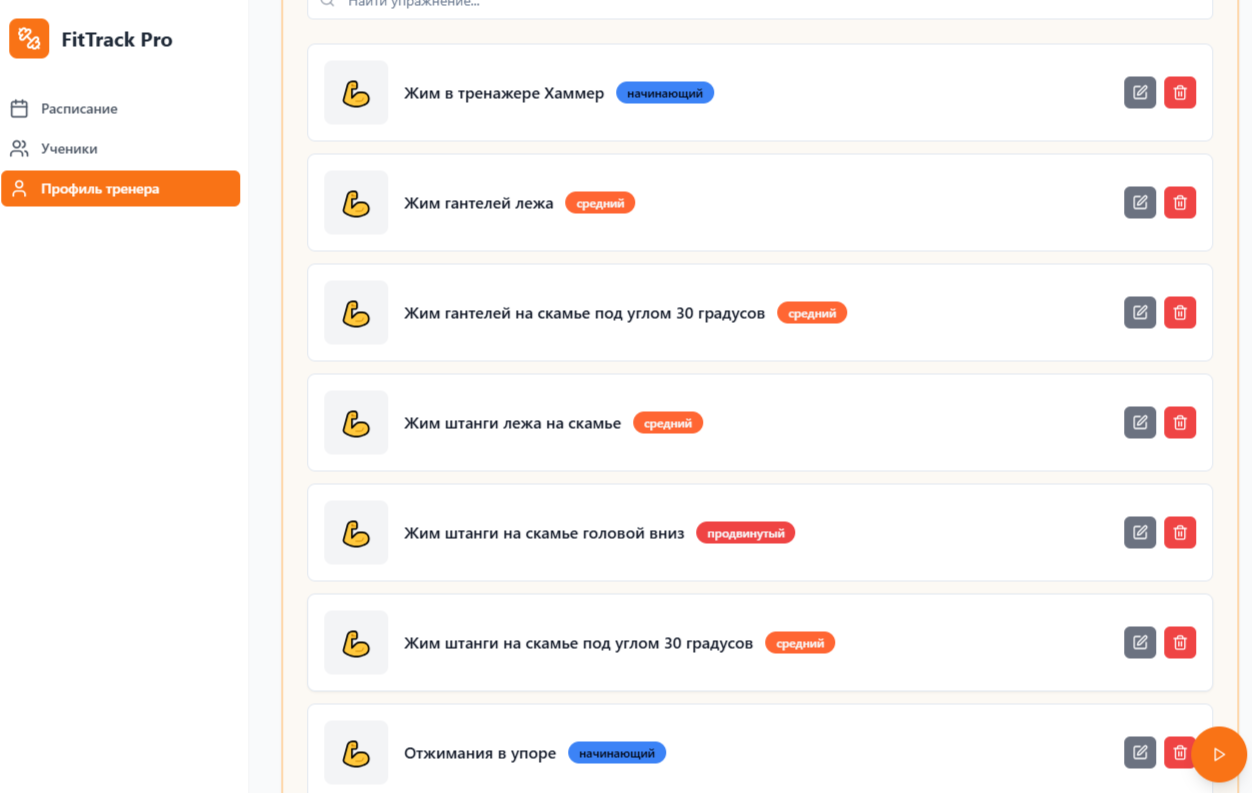 Найти упражнение...
FitTrack Pro
Расписание
Ученики
Профиль тренера
Жим в тренажере Хаммер начинающий
Жим гантелей лежа средний
Жим гантелей на скамье под углом 30 градусов средний
Жим штанги лежа на скамье средний
Жим штанги на скамье головой вниз продвинутый
Жим штанги на скамье под углом 30 градусов средний
Отжимания в упоре начинающий